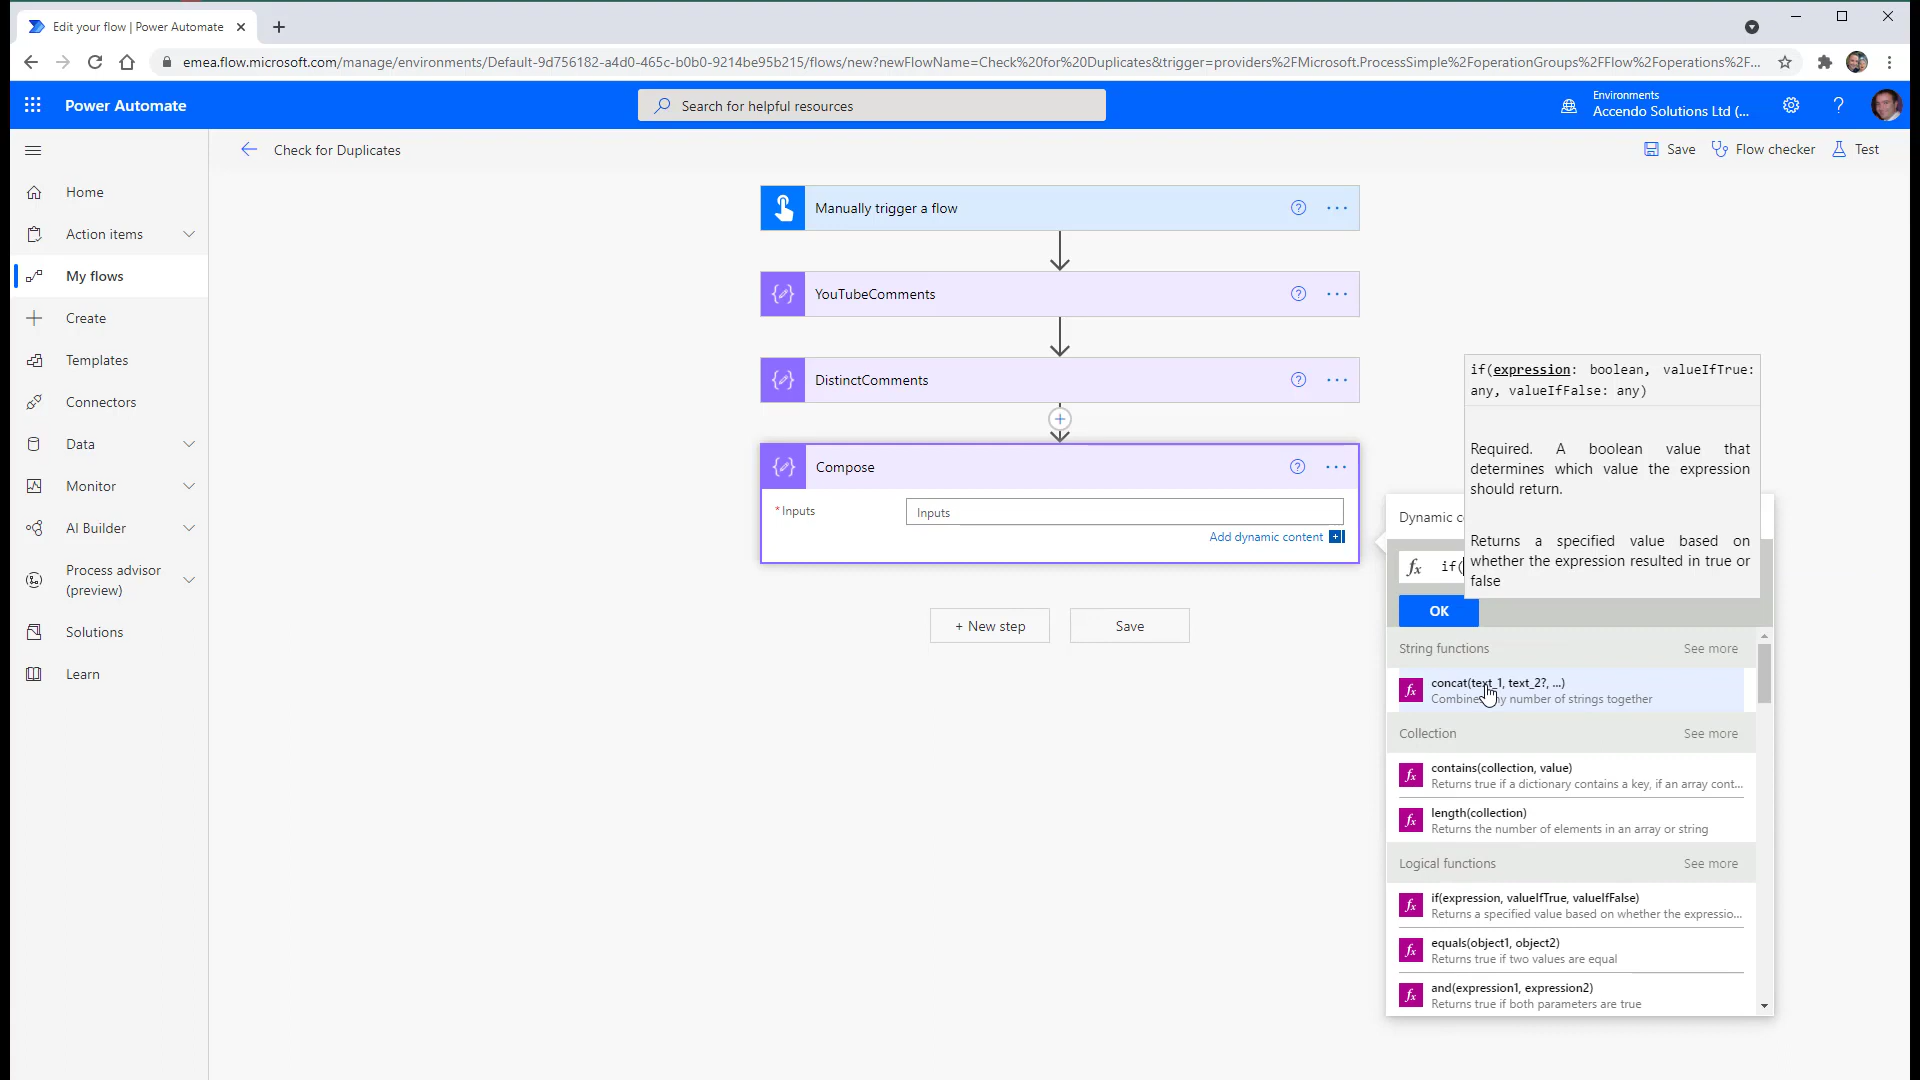 Edit your flow | Power Automate
emea.flow.microsoft.com/manage/environments/Default-9d756182-a4d0-465c-b0b0-9214be95b215/flows/new?newFlowName=Check%20for%20Duplicates&trigger=providers%2FMicrosoft.ProcessSimple%2FoperationGroups%2FFlow%2Foperations%2F...
Power Automate
Search for helpful resources
Environments
Accendo Solutions Ltd (...
Check for Duplicates
Save
Flow checker
Test
Home
Action items
My flows
Create
Templates
Connectors
Data
Monitor
AI Builder
Process advisor
(preview)
Solutions
Learn
Manually trigger a flow
YouTubeComments
DistinctComments
Compose
* Inputs
Inputs
Add dynamic content
+ New step
Save
if(expression: boolean, valueIfTrue:
any, valueIfFalse: any)
Required. A boolean value that
determines which value the expression
should return.
Returns a specified value based on
whether the expression resulted in true or
false
Dynamic c
fx if(
OK
String functions
See more
concat(text_1, text_2?, ...)
Combine any number of strings together
Collection
See more
contains(collection, value)
Returns true if a dictionary contains a key, if an array cont...
length(collection)
Returns the number of elements in an array or string
Logical functions
See more
if(expression, valueIfTrue, valueIfFalse)
Returns a specified value based on whether the expressio...
equals(object1, object2)
Returns true if two values are equal
and(expression1, expression2)
Returns true if both parameters are true